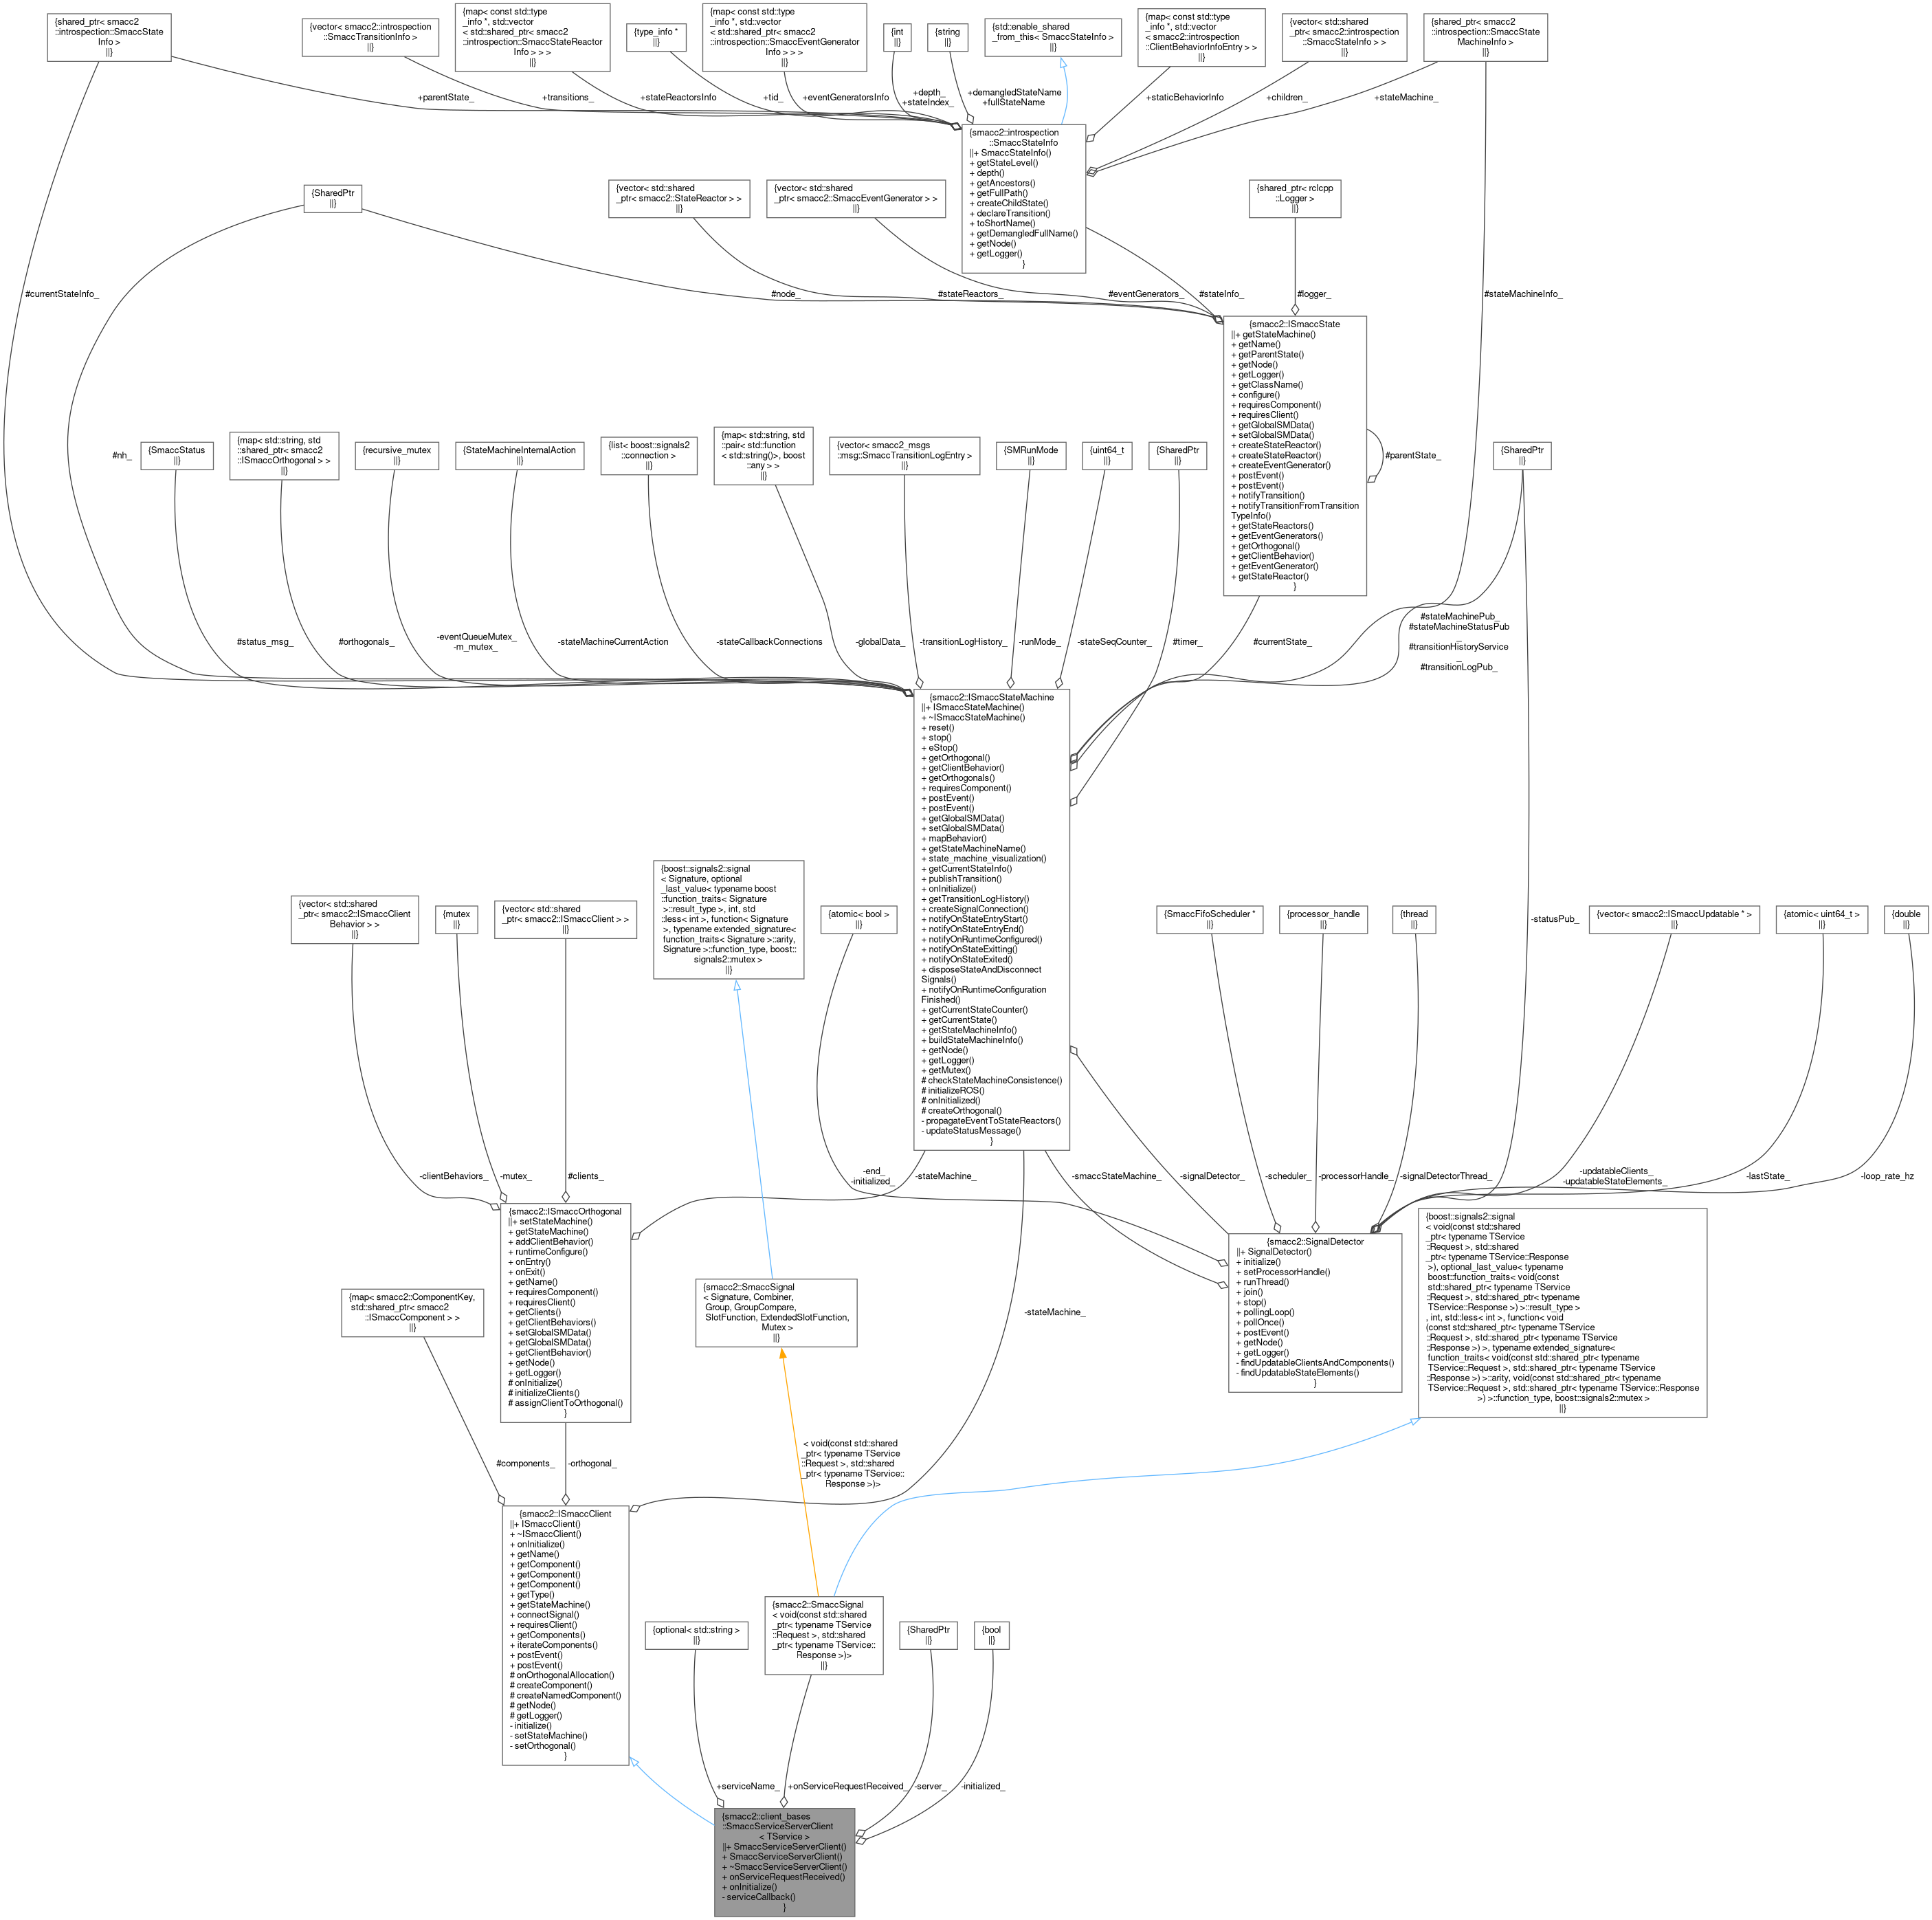 {shared_ptr< smacc2
::introspection::SmaccState
Info >
||}
{vector< smacc2::introspection
::SmaccTransitionInfo >
||}
{map< const std::type
_info *, std::vector
< std::shared_ptr< smacc2
::introspection::SmaccStateReactor
Info > > >
||}
{type_info *
||}
{map< const std::type
_info *, std::vector
< std::shared_ptr< smacc2
::introspection::SmaccEventGenerator
Info > > >
||}
{int
||}
{string
||}
{std::enable_shared
_from_this< SmaccStateInfo >
||}
{map< const std::type
_info *, std::vector
< smacc2::introspection
::ClientBehaviorInfoEntry > >
||}
{vector< std::shared
_ptr< smacc2::introspection
::SmaccStateInfo > >
||}
{shared_ptr< smacc2
::introspection::SmaccState
MachineInfo >
||}
+parentState_
+transitions_
+stateReactorsInfo
+tid_
+eventGeneratorsInfo
+depth_
+stateIndex_
+demangledStateName
+fullStateName
+staticBehaviorInfo
+children_
+stateMachine_
{smacc2::introspection
::SmaccStateInfo
||+ SmaccStateInfo()
+ getStateLevel()
+ depth()
+ getAncestors()
+ getFullPath()
+ createChildState()
+ declareTransition()
+ toShortName()
+ getDemangledFullName()
+ getNode()
+ getLogger()
}
{SharedPtr
||}
{vector< std::shared
_ptr< smacc2::StateReactor > >
||}
{vector< std::shared
_ptr< smacc2::SmaccEventGenerator > >
||}
{shared_ptr< rclcpp
::Logger >
||}
#currentStateInfo_
#node_
#stateReactors_
#eventGenerators_
#stateInfo_
#logger_
#stateMachineInfo_
{smacc2::ISmaccState
||+ getStateMachine()
+ getName()
+ getParentState()
+ getNode()
+ getLogger()
+ getClassName()
+ configure()
+ requiresComponent()
+ requiresClient()
+ getGlobalSMData()
+ setGlobalSMData()
+ createStateReactor()
+ createStateReactor()
+ createEventGenerator()
+ postEvent()
+ postEvent()
+ notifyTransition()
+ notifyTransitionFromTransition
TypeInfo()
+ getStateReactors()
+ getEventGenerators()
+ getOrthogonal()
+ getClientBehavior()
+ getEventGenerator()
+ getStateReactor()
}
#parentState_
#nh_
{SmaccStatus
||}
{map< std::string, std
::shared_ptr< smacc2
::ISmaccOrthogonal > >
||}
{recursive_mutex
||}
{StateMachineInternalAction
||}
{list< boost::signals2
::connection >
||}
{map< std::string, std
::pair< std::function
< std::string()>, boost
::any > >
||}
{vector< smacc2_msgs
::msg::SmaccTransitionLogEntry >
||}
{SMRunMode
||}
{uint64_t
||}
{SharedPtr
||}
{SharedPtr
||}
#status_msg_
#orthogonals_
-eventQueueMutex_
-m_mutex_
-stateMachineCurrentAction
-stateCallbackConnections
-globalData_
-transitionLogHistory_
-runMode_
-stateSeqCounter_
#timer_
#currentState_
#stateMachinePub_
#stateMachineStatusPub
_
#transitionHistoryService
_
#transitionLogPub_
{smacc2::ISmaccStateMachine
||+ ISmaccStateMachine()
+ ~ISmaccStateMachine()
+ reset()
+ stop()
+ eStop()
+ getOrthogonal()
+ getClientBehavior()
+ getOrthogonals()
+ requiresComponent()
+ postEvent()
+ postEvent()
+ getGlobalSMData()
+ setGlobalSMData()
+ mapBehavior()
+ getStateMachineName()
+ state_machine_visualization()
+ getCurrentStateInfo()
+ publishTransition()
+ onInitialize()
+ getTransitionLogHistory()
+ createSignalConnection()
+ notifyOnStateEntryStart()
+ notifyOnStateEntryEnd()
+ notifyOnRuntimeConfigured()
+ notifyOnStateExitting()
+ notifyOnStateExited()
+ disposeStateAndDisconnect
Signals()
+ notifyOnRuntimeConfiguration
Finished()
+ getCurrentStateCounter()
+ getCurrentState()
+ getStateMachineInfo()
+ buildStateMachineInfo()
+ getNode()
+ getLogger()
+ getMutex()
# checkStateMachineConsistence()
# initializeROS()
# onInitialized()
# createOrthogonal()
- propagateEventToStateReactors()
- updateStatusMessage()
}
{vector< std::shared
_ptr< smacc2::ISmaccClient
Behavior > >
||}
{mutex
||}
{vector< std::shared
_ptr< smacc2::ISmaccClient > >
||}
{boost::signals2::signal
< Signature, optional
_last_value< typename boost
::function_traits< Signature
>::result_type >, int, std
::less< int >, function< Signature
>, typename extended_signature<
function_traits< Signature >::arity,
Signature >::function_type, boost::
signals2::mutex >
||}
{atomic< bool >
||}
{SmaccFifoScheduler *
||}
{processor_handle
||}
{thread
||}
-statusPub_
{vector< smacc2::ISmaccUpdatable * >
||}
{atomic< uint64_t >
||}
{double
||}
-clientBehaviors_
-mutex_
#clients_
-end_
-initialized_
-stateMachine_
-smaccStateMachine_
-signalDetector_
-scheduler_
-processorHandle_
-signalDetectorThread_
-updatableClients_
-updatableStateElements_
-lastState_
-loop_rate_hz
{smacc2::ISmaccOrthogonal
||+ setStateMachine()
+ getStateMachine()
+ addClientBehavior()
+ runtimeConfigure()
+ onEntry()
+ onExit()
+ getName()
+ requiresComponent()
+ requiresClient()
+ getClients()
+ getClientBehaviors()
+ setGlobalSMData()
+ getGlobalSMData()
+ getClientBehavior()
+ getNode()
+ getLogger()
# onInitialize()
# initializeClients()
# assignClientToOrthogonal()
}
{smacc2::SignalDetector
||+ SignalDetector()
+ initialize()
+ setProcessorHandle()
+ runThread()
+ join()
+ stop()
+ pollingLoop()
+ pollOnce()
+ postEvent()
+ getNode()
+ getLogger()
- findUpdatableClientsAndComponents()
- findUpdatableStateElements()
}
{boost::signals2::signal
< void(const std::shared
_ptr< typename TService
::Request >, std::shared
_ptr< typename TService::Response
>), optional_last_value< typename
boost::function_traits< void(const
std::shared_ptr< typename TService
::Request >, std::shared_ptr< typename
TService::Response >) >::result_type >
, int, std::less< int >, function< void
(const std::shared_ptr< typename TService
::Request >, std::shared_ptr< typename TService
::Response >) >, typename extended_signature<
function_traits< void(const std::shared_ptr< typename
TService::Request >, std::shared_ptr< typename TService
::Response >) >::arity, void(const std::shared_ptr< typename
TService::Request >, std::shared_ptr< typename TService::Response
>) >::function_type, boost::signals2::mutex >
||}
{map< smacc2::ComponentKey,
std::shared_ptr< smacc2
::ISmaccComponent > >
||}
{smacc2::SmaccSignal
< Signature, Combiner,
Group, GroupCompare,
SlotFunction, ExtendedSlotFunction,
Mutex >
||}
-stateMachine_
#components_
-orthogonal_
< void(const std::shared
_ptr< typename TService
::Request >, std::shared
_ptr< typename TService::
Response >)>
{smacc2::ISmaccClient
||+ ISmaccClient()
+ ~ISmaccClient()
+ onInitialize()
+ getName()
+ getComponent()
+ getComponent()
+ getComponent()
+ getType()
+ getStateMachine()
+ connectSignal()
+ requiresClient()
+ getComponents()
+ iterateComponents()
+ postEvent()
+ postEvent()
# onOrthogonalAllocation()
# createComponent()
# createNamedComponent()
# getNode()
# getLogger()
- initialize()
- setStateMachine()
- setOrthogonal()
}
{optional< std::string >
||}
{smacc2::SmaccSignal
< void(const std::shared
_ptr< typename TService
::Request >, std::shared
_ptr< typename TService::
Response >)>
||}
{SharedPtr
||}
{bool
||}
+serviceName_
+onServiceRequestReceived_
-server_
-initialized_
{smacc2::client_bases
::SmaccServiceServerClient
< TService >
||+ SmaccServiceServerClient()
+ SmaccServiceServerClient()
+ ~SmaccServiceServerClient()
+ onServiceRequestReceived()
+ onInitialize()
- serviceCallback()
}